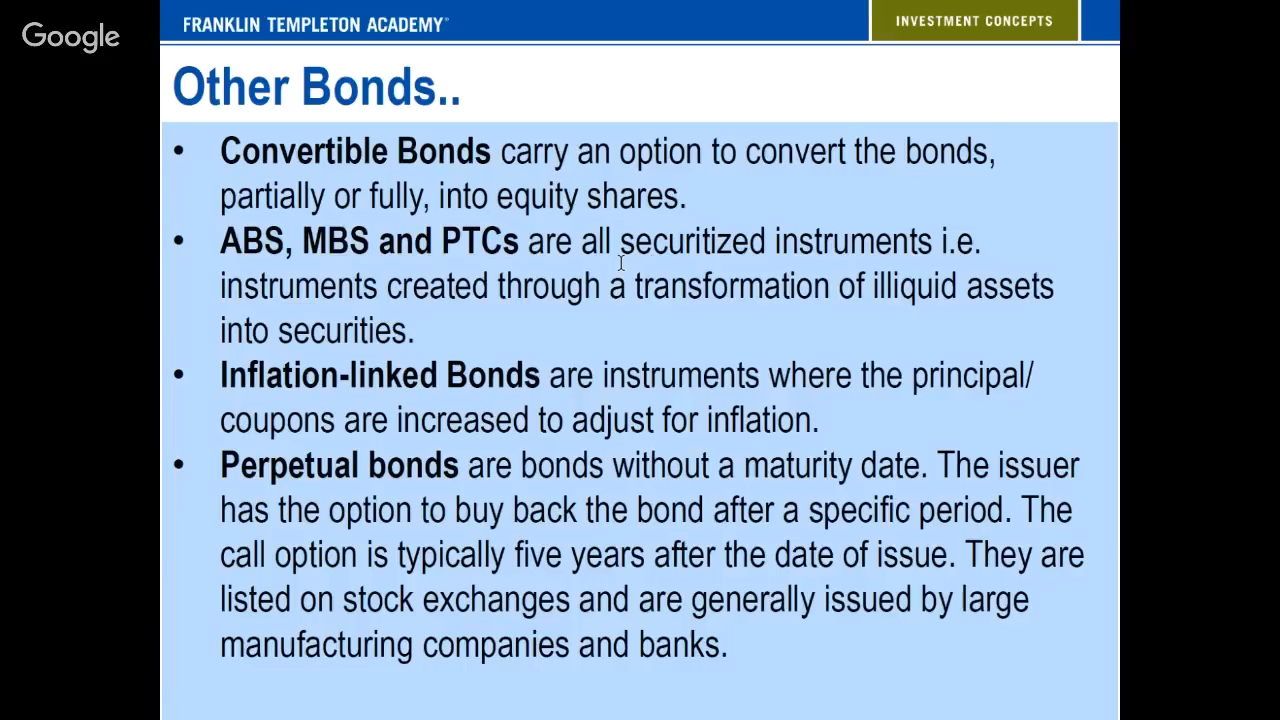 Google
FRANKLIN TEMPLETON ACADEMY
INVESTMENT CONCEPTS
Other Bonds..
• Convertible Bonds carry an option to convert the bonds,
partially or fully, into equity shares.
• ABS, MBS and PTCs are all securitized instruments i.e.
instruments created through a transformation of illiquid assets
into securities.
• Inflation-linked Bonds are instruments where the principal/
coupons are increased to adjust for inflation.
• Perpetual bonds are bonds without a maturity date. The issuer
has the option to buy back the bond after a specific period. The
call option is typically five years after the date of issue. They are
listed on stock exchanges and are generally issued by large
manufacturing companies and banks.